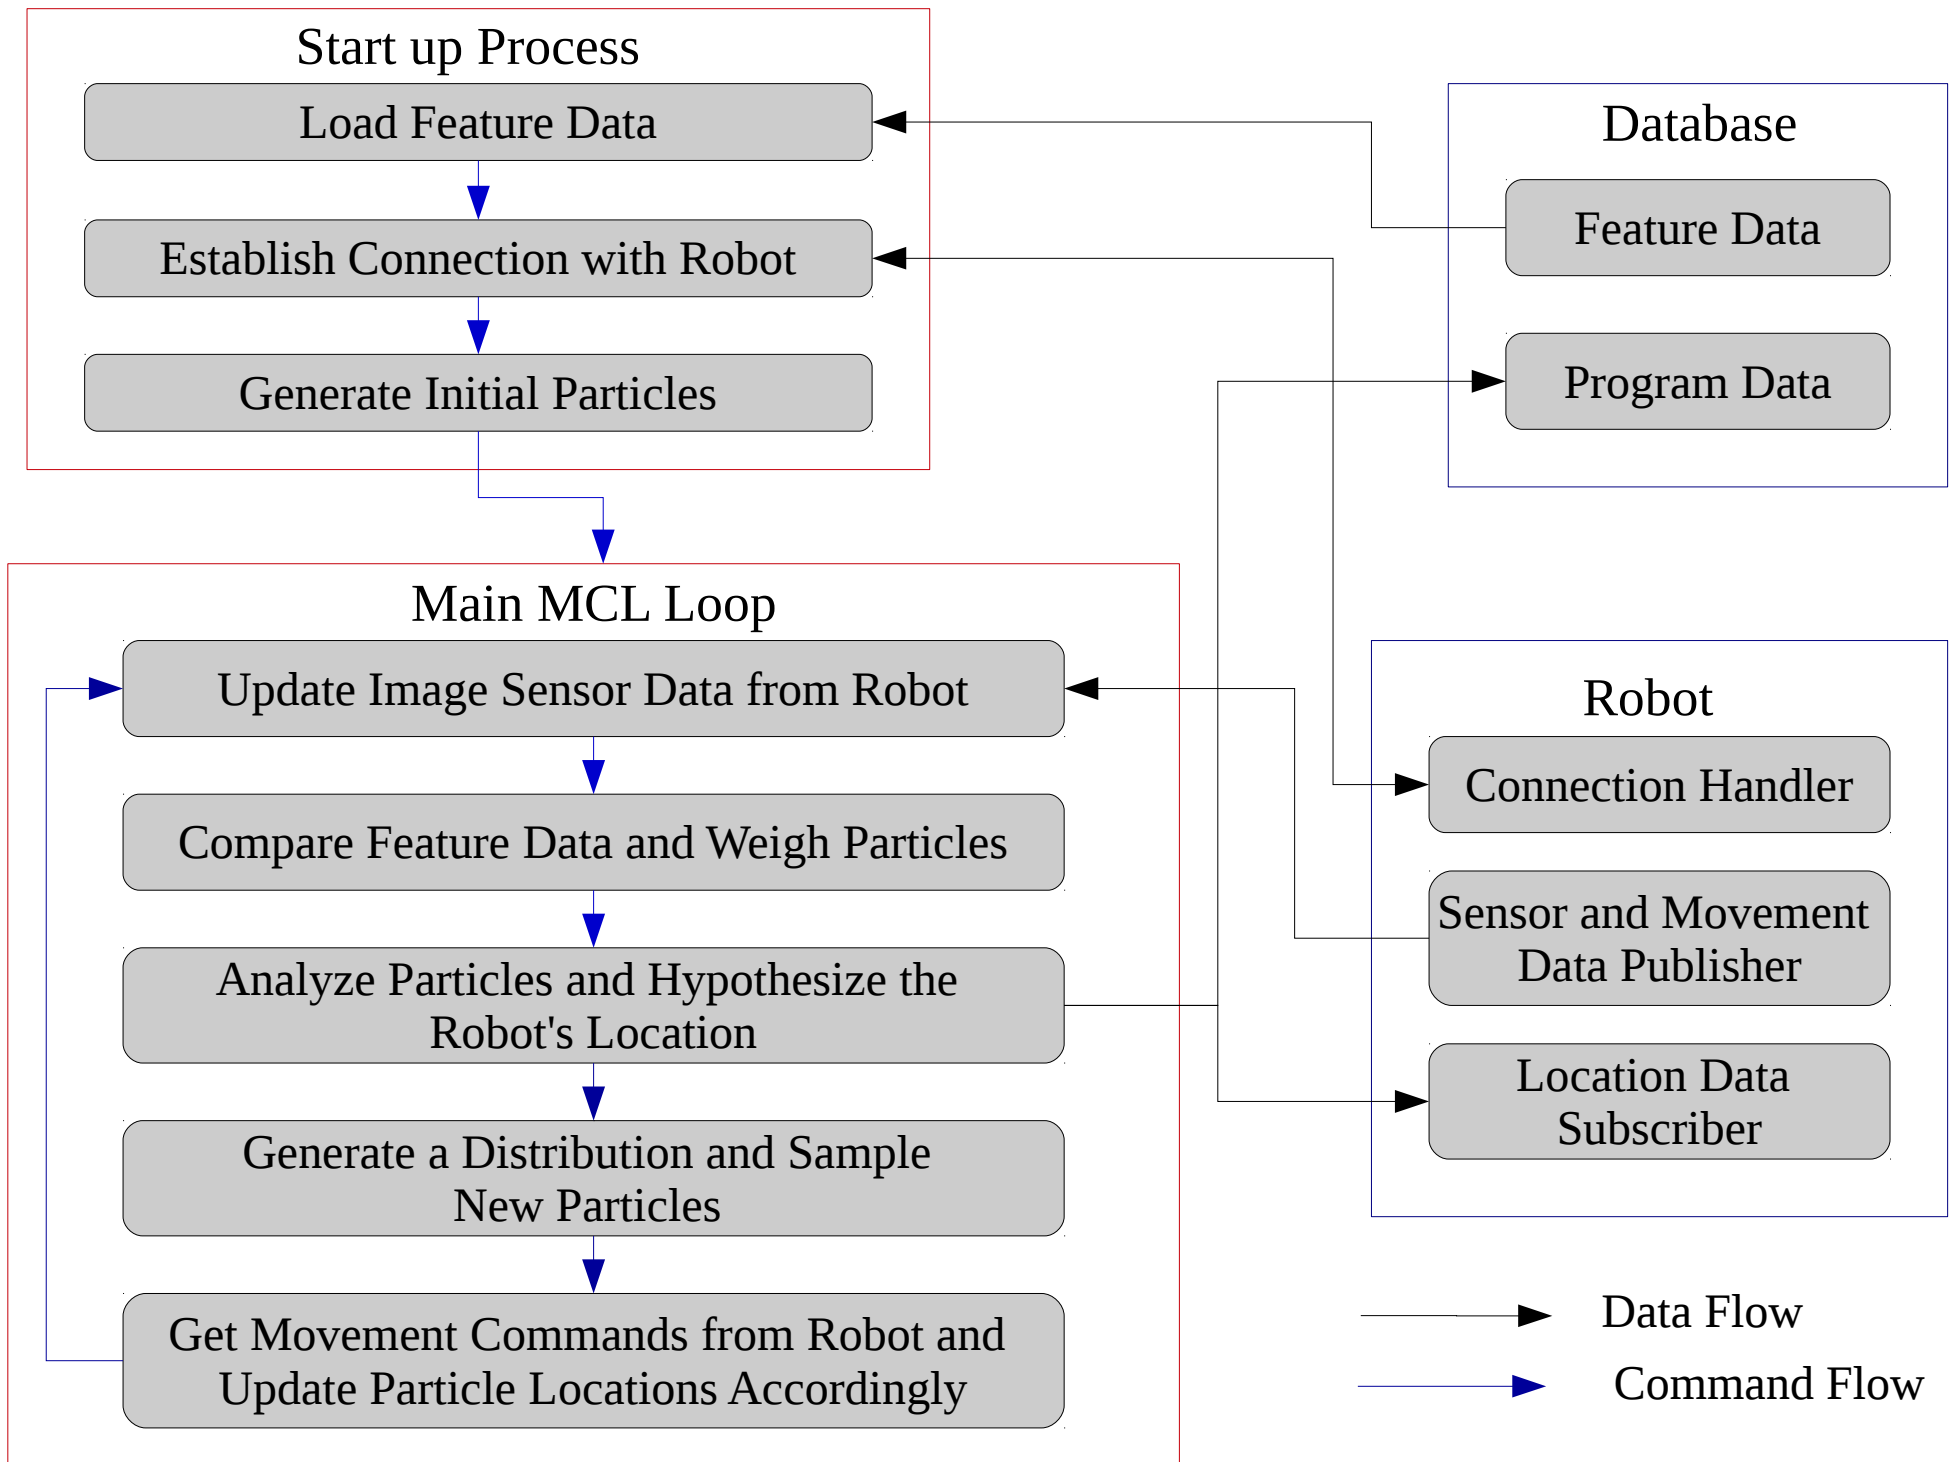 Start up Process
Load Feature Data
Establish Connection with Robot
Generate Initial Particles
Database
Feature Data
Program Data
Main MCL Loop
Update Image Sensor Data from Robot
Compare Feature Data and Weigh Particles
Analyze Particles and Hypothesize the
Robot's Location
Generate a Distribution and Sample
New Particles
Get Movement Commands from Robot and
Update Particle Locations Accordingly
Robot
Connection Handler
Sensor and Movement
Data Publisher
Location Data
Subscriber
Data Flow
Command Flow